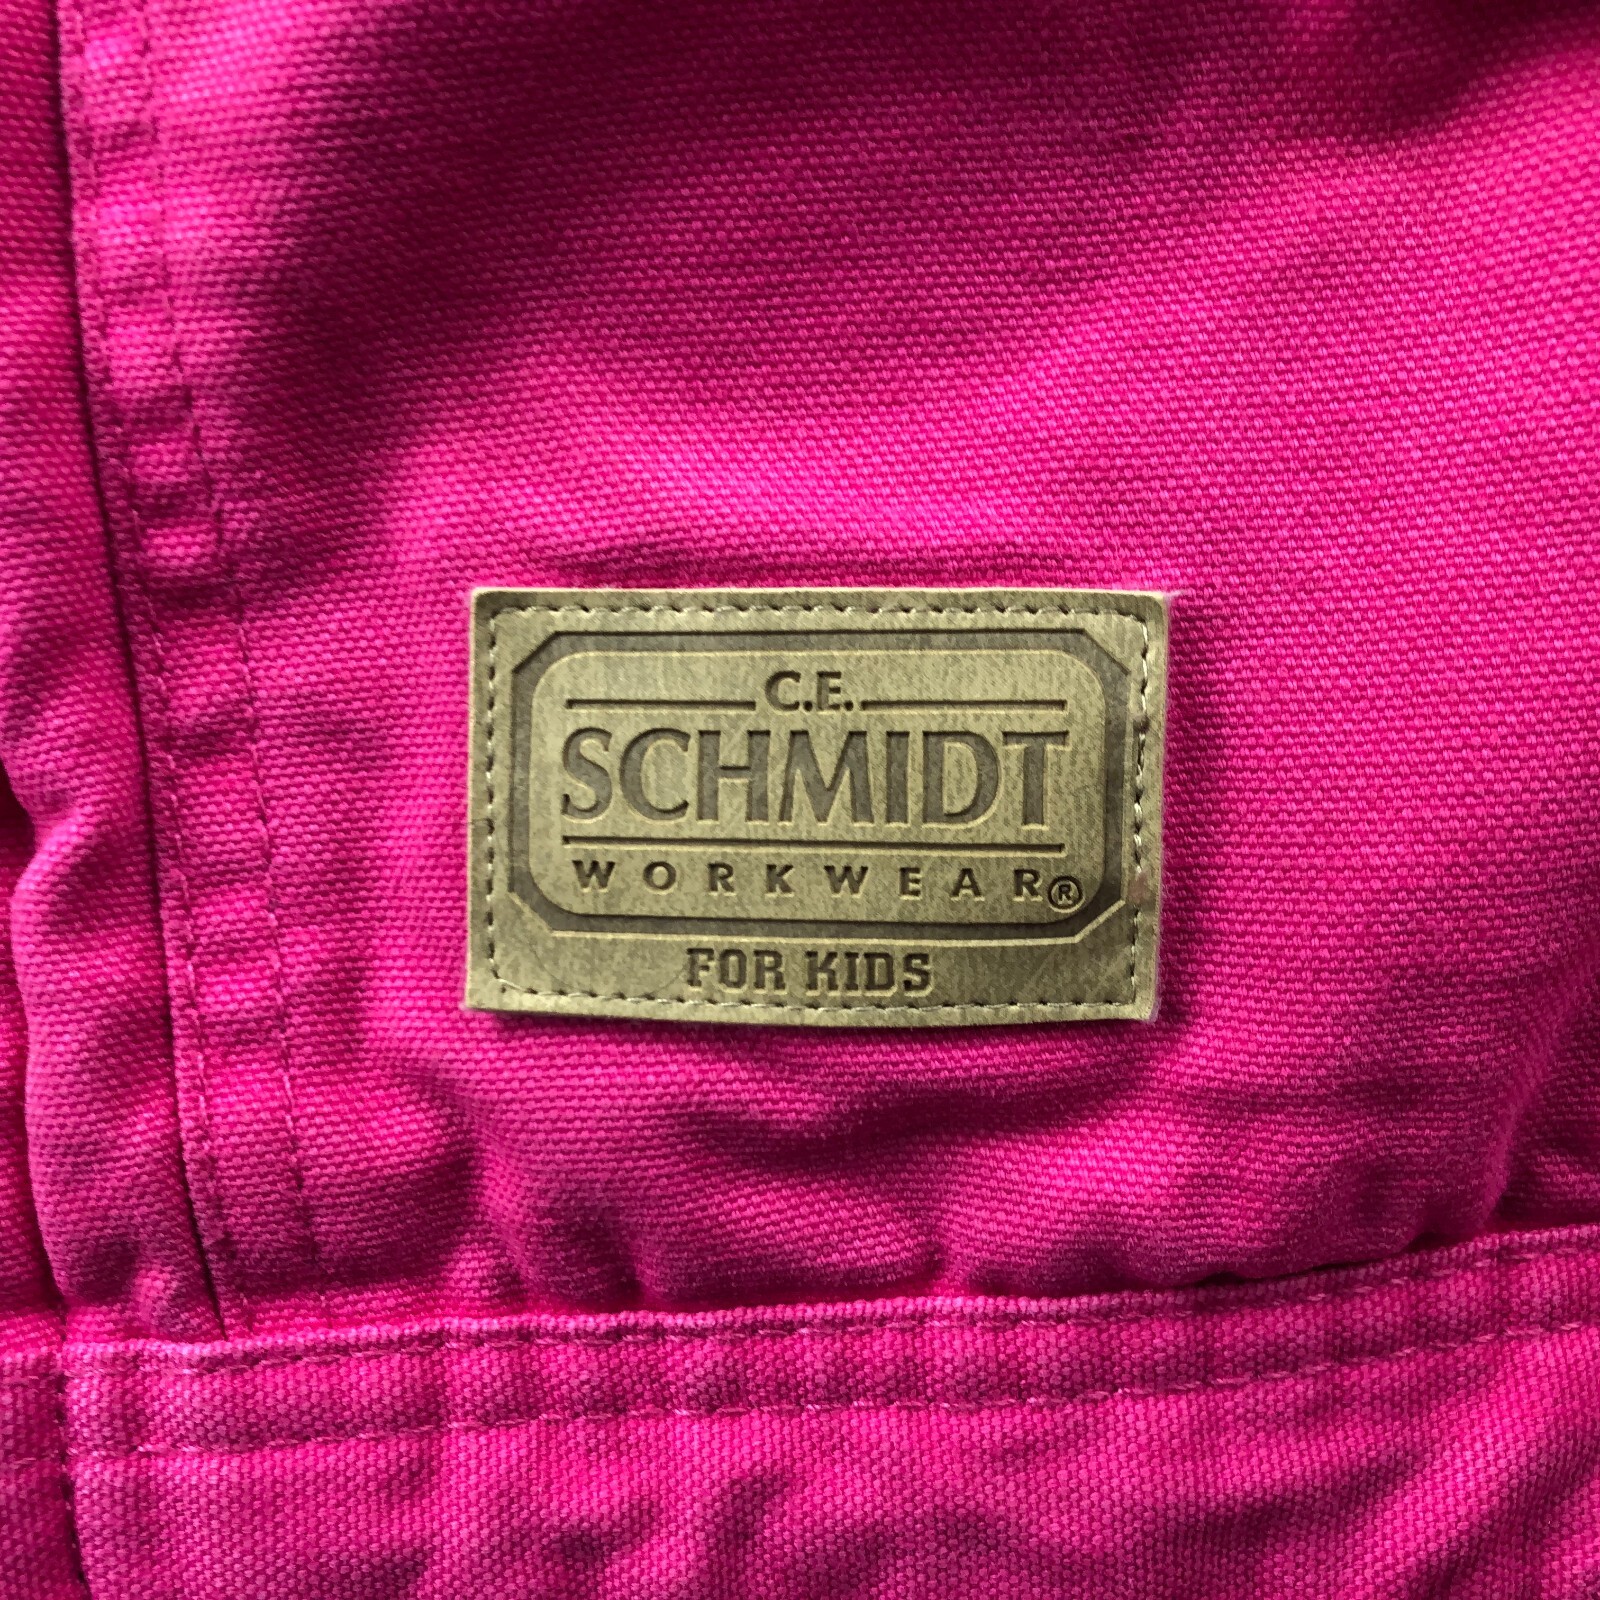 C.E.
SCHMIDT
WORKWEAR®
FOR KIDS